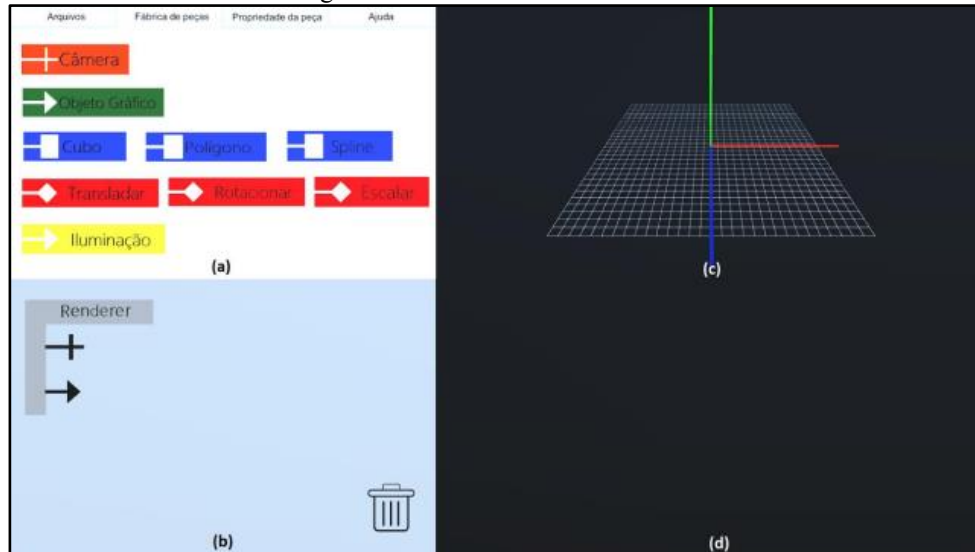 Arquivos Fábrica de peças Propriedade da peça Ajuda
Câmera
Objeto Gráfico
Cubo Polígono Spline
Transladar Rotacionar Escalar
Iluminação
(a)
(c)
Renderer
(b)
(d)